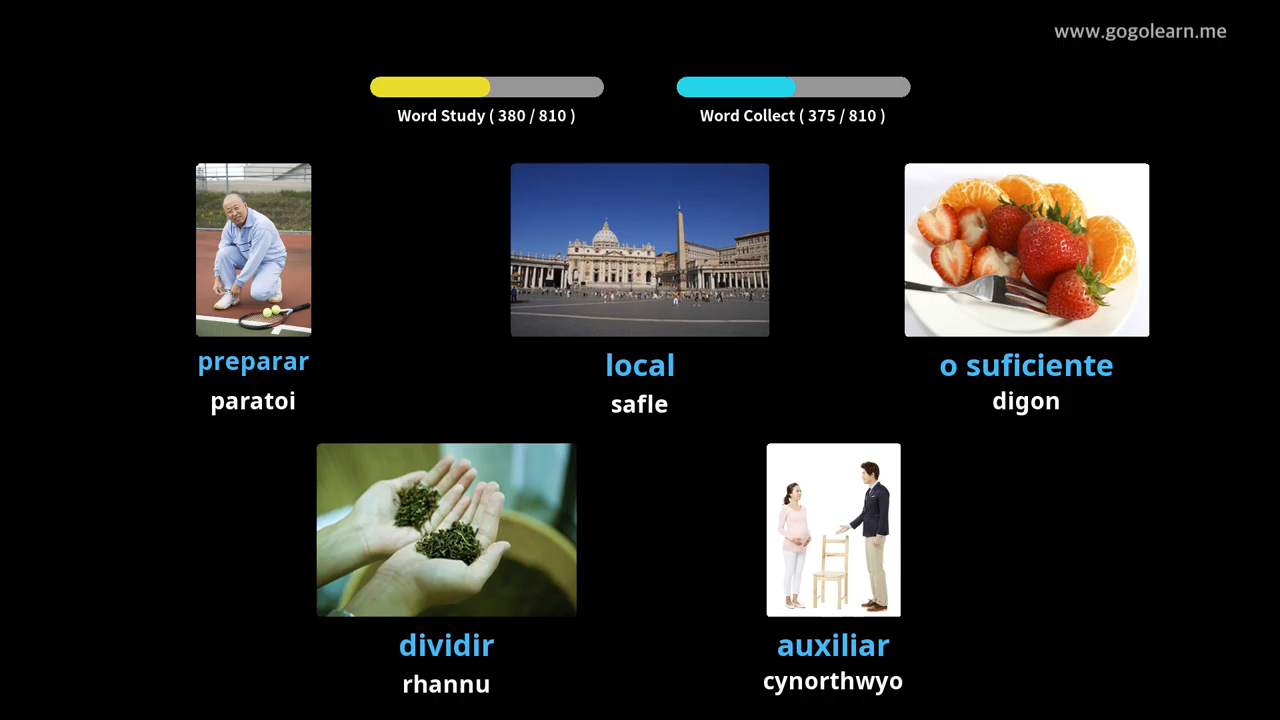 www.gogolearn.me
Word Study ( 380 / 810 )
Word Collect ( 375 / 810 )
preparar
paratoi
local
safle
o suficiente
digon
dividir
rhannu
auxiliar
cynorthwyo